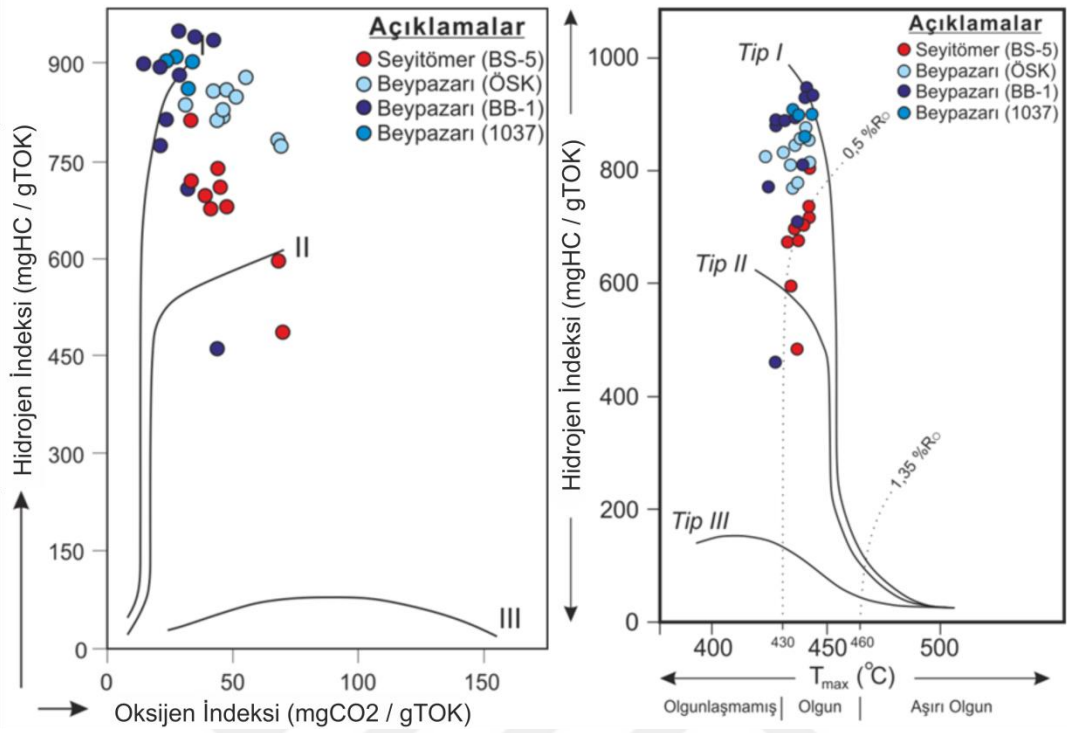 Açıklamalar
Seyitömer (BS-5)
Beypazarı (ÖSK)
Beypazarı (BB-1)
Beypazarı (1037)
I
II
III
900
750
600
450
300
150
0
0
50
100
150
Hidrojen İndeksi (mgHC / gTOK)
Oksijen İndeksi (mgCO2 / gTOK)
Açıklamalar
Seyitömer (BS-5)
Beypazarı (ÖSK)
Beypazarı (BB-1)
Beypazarı (1037)
Tip I
Tip II
Tip III
0,5 %R○
1,35 %R○
1000
800
600
400
200
0
400
430
450
460
500
Hidrojen İndeksi (mgHC / gTOK)
Tmax (°C)
Olgunlaşmamış
Olgun
Aşırı Olgun